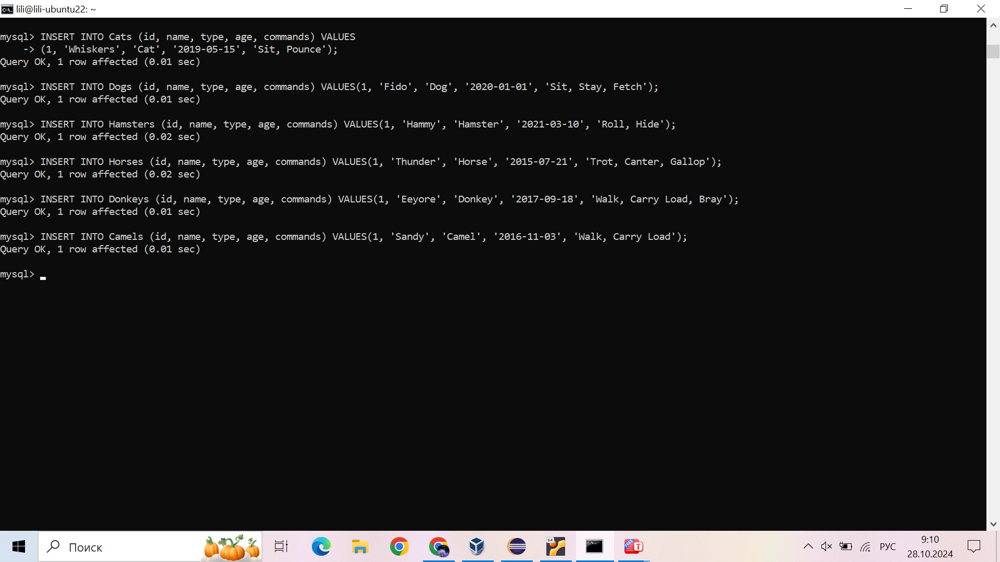 lili@lili-ubuntu22: ~
mysql> INSERT INTO Cats (id, name, type, age, commands) VALUES
    -> (1, 'Whiskers', 'Cat', '2019-05-15', 'Sit, Pounce');
Query OK, 1 row affected (0.01 sec)
mysql> INSERT INTO Dogs (id, name, type, age, commands) VALUES(1, 'Fido', 'Dog', '2020-01-01', 'Sit, Stay, Fetch');
Query OK, 1 row affected (0.01 sec)
mysql> INSERT INTO Hamsters (id, name, type, age, commands) VALUES(1, 'Hammy', 'Hamster', '2021-03-10', 'Roll, Hide');
Query OK, 1 row affected (0.02 sec)
mysql> INSERT INTO Horses (id, name, type, age, commands) VALUES(1, 'Thunder', 'Horse', '2015-07-21', 'Trot, Canter, Gallop');
Query OK, 1 row affected (0.02 sec)
mysql> INSERT INTO Donkeys (id, name, type, age, commands) VALUES(1, 'Eeyore', 'Donkey', '2017-09-18', 'Walk, Carry Load, Bray');
Query OK, 1 row affected (0.01 sec)
mysql> INSERT INTO Camels (id, name, type, age, commands) VALUES(1, 'Sandy', 'Camel', '2016-11-03', 'Walk, Carry Load');
Query OK, 1 row affected (0.01 sec)
mysql>
Поиск
64
FREE T
РУС
9:10
28.10.2024